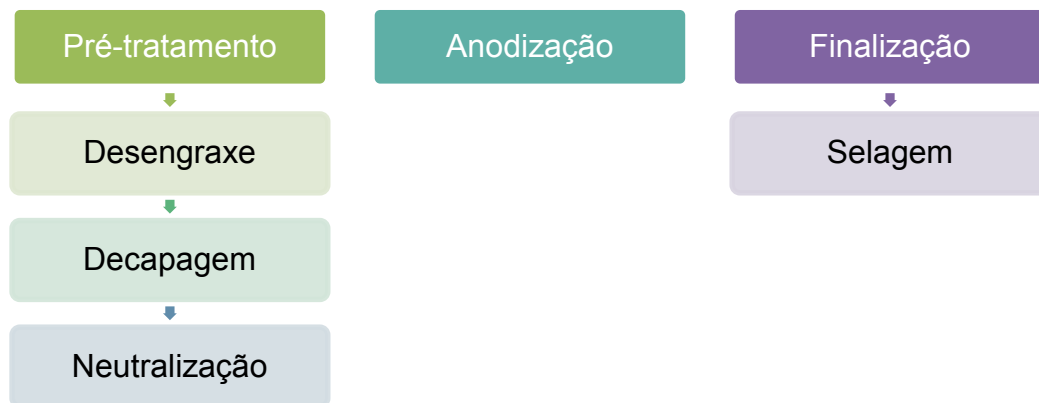 Pré-tratamento
Desengraxe
Decapagem
Neutralização
Anodização
Finalização
Selagem